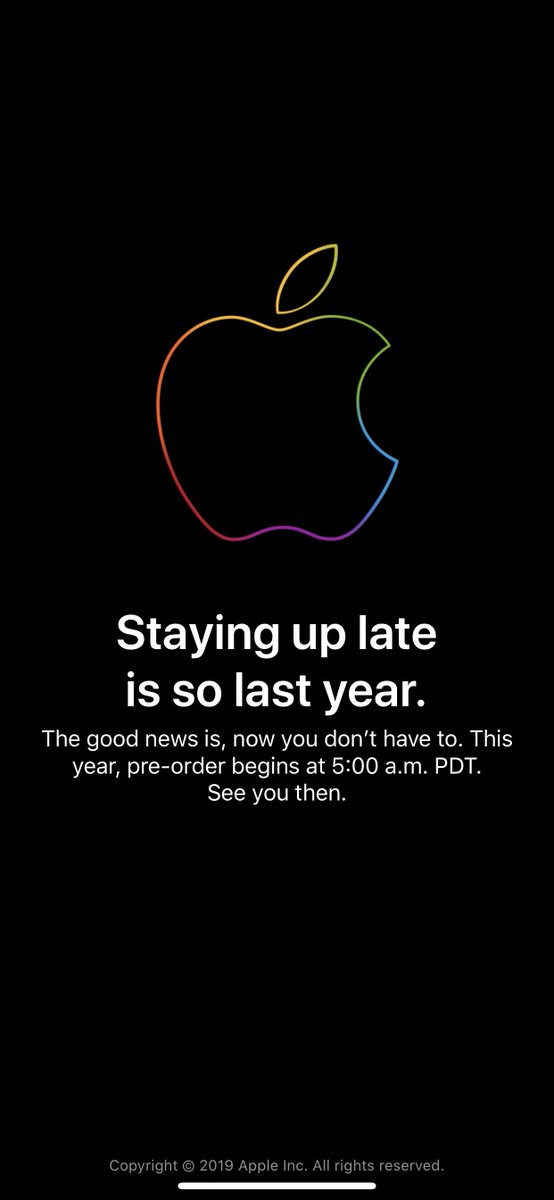 Staying up late
is so last year.
The good news is, now you don’t have to. This
year, pre-order begins at 5:00 a.m. PDT.
See you then.
Copyright © 2019 Apple Inc. All rights reserved.